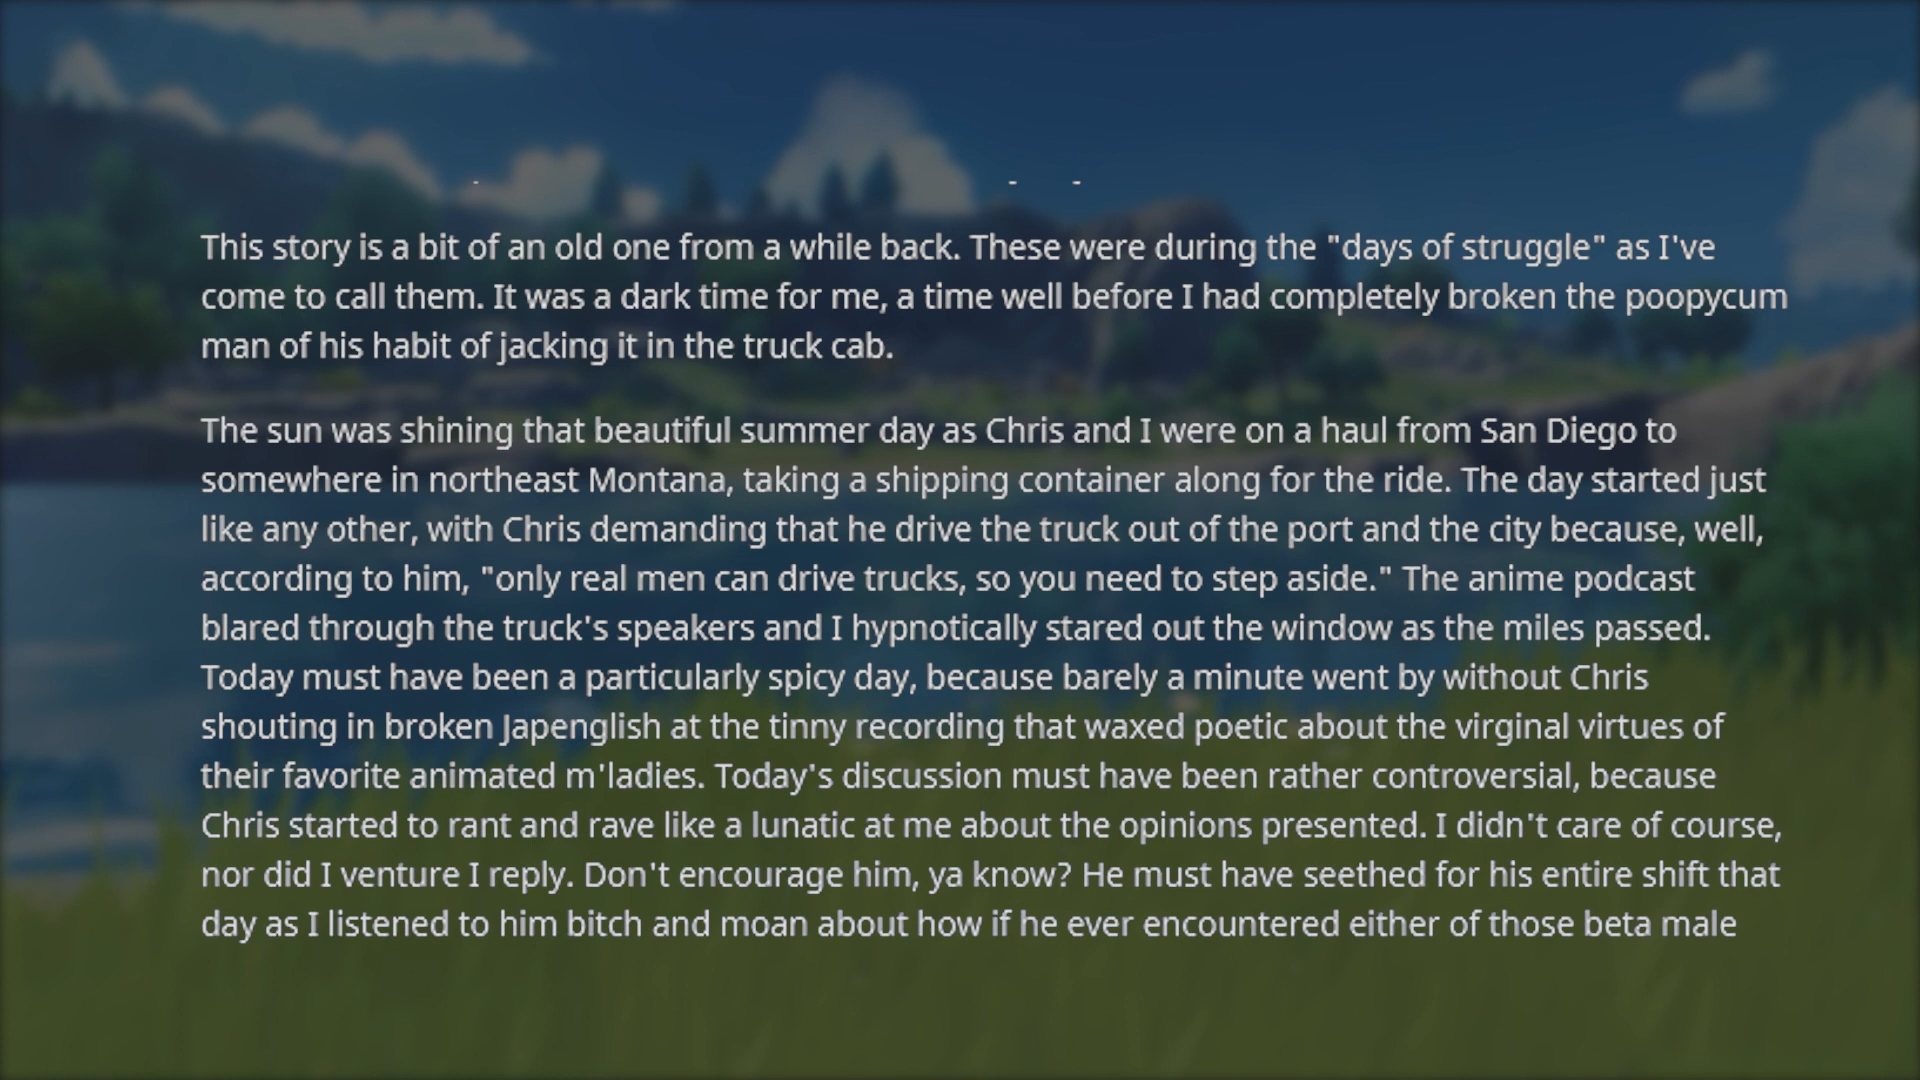 This story is a bit of an old one from a while back. These were during the "days of struggle" as I've
come to call them. It was a dark time for me, a time well before I had completely broken the poopycum
man of his habit of jacking it in the truck cab.
The sun was shining that beautiful summer day as Chris and I were on a haul from San Diego to
somewhere in northeast Montana, taking a shipping container along for the ride. The day started just
like any other, with Chris demanding that he drive the truck out of the port and the city because, well,
according to him, "only real men can drive trucks, so you need to step aside." The anime podcast
blared through the truck's speakers and I hypnotically stared out the window as the miles passed.
Today must have been a particularly spicy day, because barely a minute went by without Chris
shouting in broken Japenglish at the tinny recording that waxed poetic about the virginal virtues of
their favorite animated m'ladies. Today's discussion must have been rather controversial, because
Chris started to rant and rave like a lunatic at me about the opinions presented. I didn't care of course,
nor did I venture I reply. Don't encourage him, ya know? He must have seethed for his entire shift that
day as I listened to him bitch and moan about how if he ever encountered either of those beta male